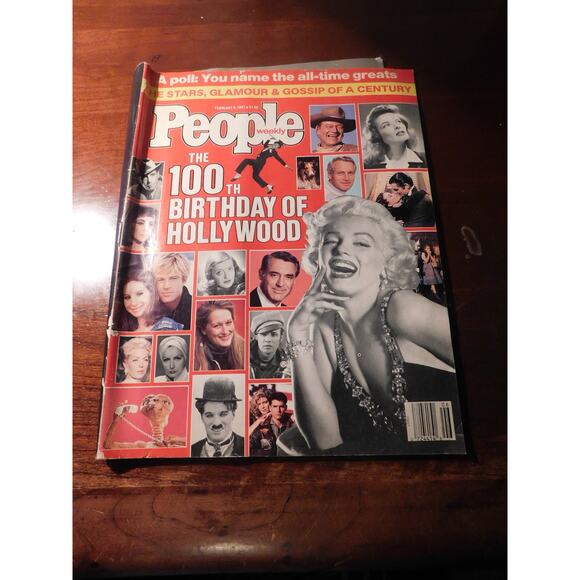 A poll: You name the all-time greats
E STARS, GLAMOUR & GOSSIP OF A CENTURY
People
weekly
THE
100TH
BIRTHDAY OF
HOLLYWOOD